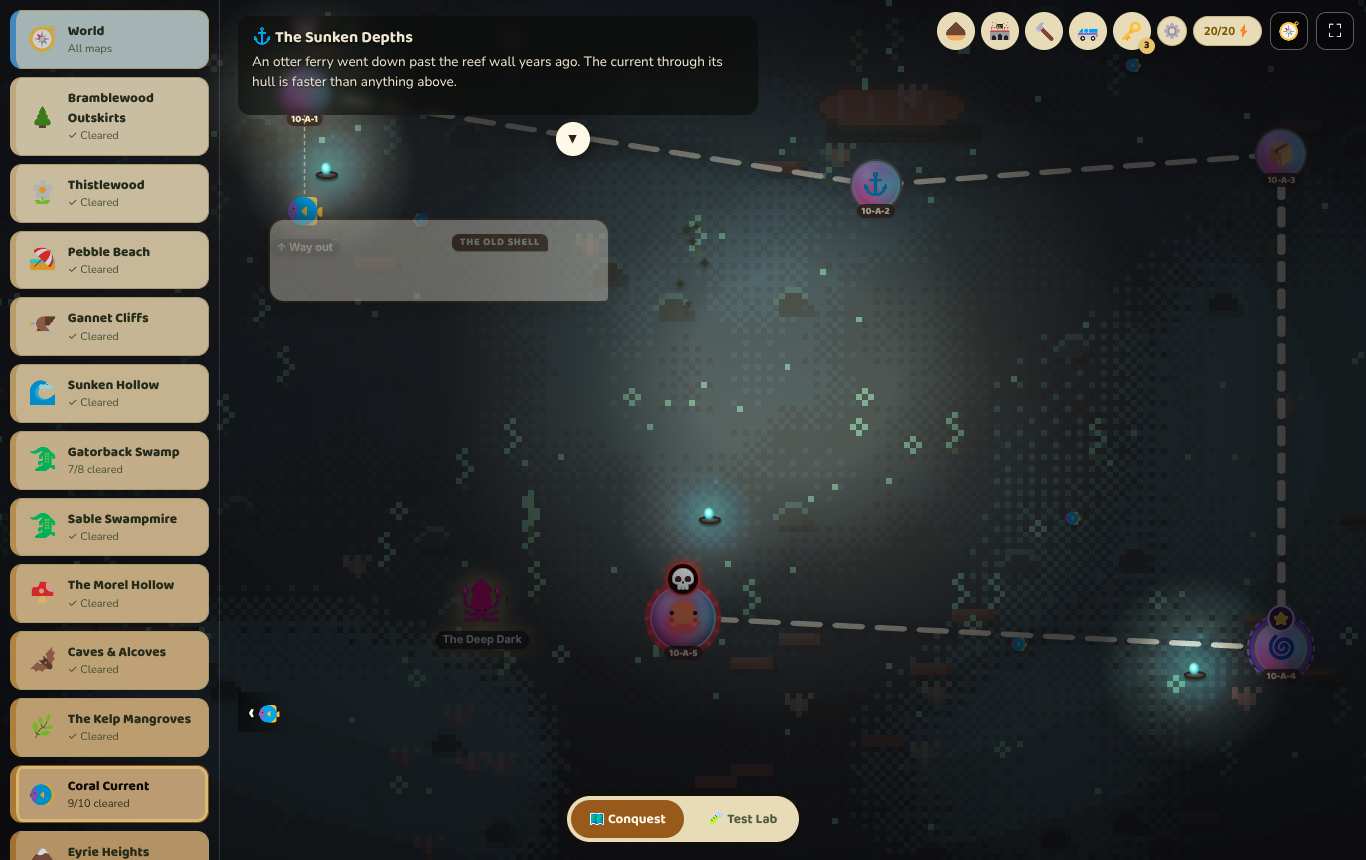 World
All maps
Bramblewood
Outskirts
✓ Cleared
Thistlewood
✓ Cleared
Pebble Beach
✓ Cleared
Gannet Cliffs
✓ Cleared
Sunken Hollow
✓ Cleared
Gatorback Swamp
7/8 cleared
Sable Swampmire
✓ Cleared
The Morel Hollow
✓ Cleared
Caves & Alcoves
✓ Cleared
The Kelp Mangroves
✓ Cleared
Coral Current
9/10 cleared
Eyrie Heights
The Sunken Depths
An otter ferry went down past the reef wall years ago. The current through its
hull is faster than anything above.
3
20/20
10-A-1
10-A-2
10-A-3
↑ Way out
THE OLD SHELL
The Deep Dark
10-A-5
10-A-4
Conquest
Test Lab